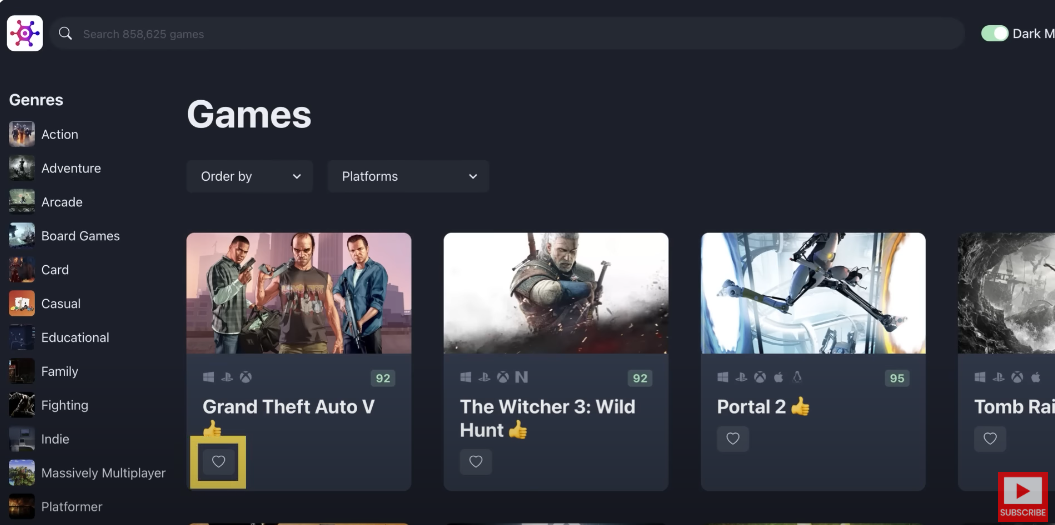 Search 858,625 games
Dark M
Genres
Action
Adventure
Arcade
Board Games
Card
Casual
Educational
Family
Fighting
Indie
Massively Multiplayer
Platformer
Games
Order by
Platforms
92
Grand Theft Auto V 👍
92
The Witcher 3: Wild
Hunt 👍
95
Portal 2 👍
Tomb Rai
SUBSCRIBE